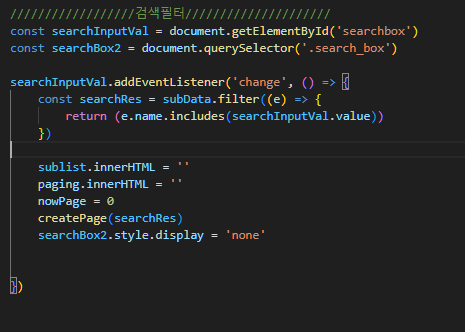 //////////////////검색필터/////////////////////
const searchInputVal = document.getElementById('searchbox')
const searchBox2 = document.querySelector('.search_box')
searchInputVal.addEventListener('change', () => {
const searchRes = subData.filter((e) => {
return (e.name.includes(searchInputVal.value))
})
sublist.innerHTML = ''
paging.innerHTML = ''
nowPage = 0
createPage(searchRes)
searchBox2.style.display = 'none'
})